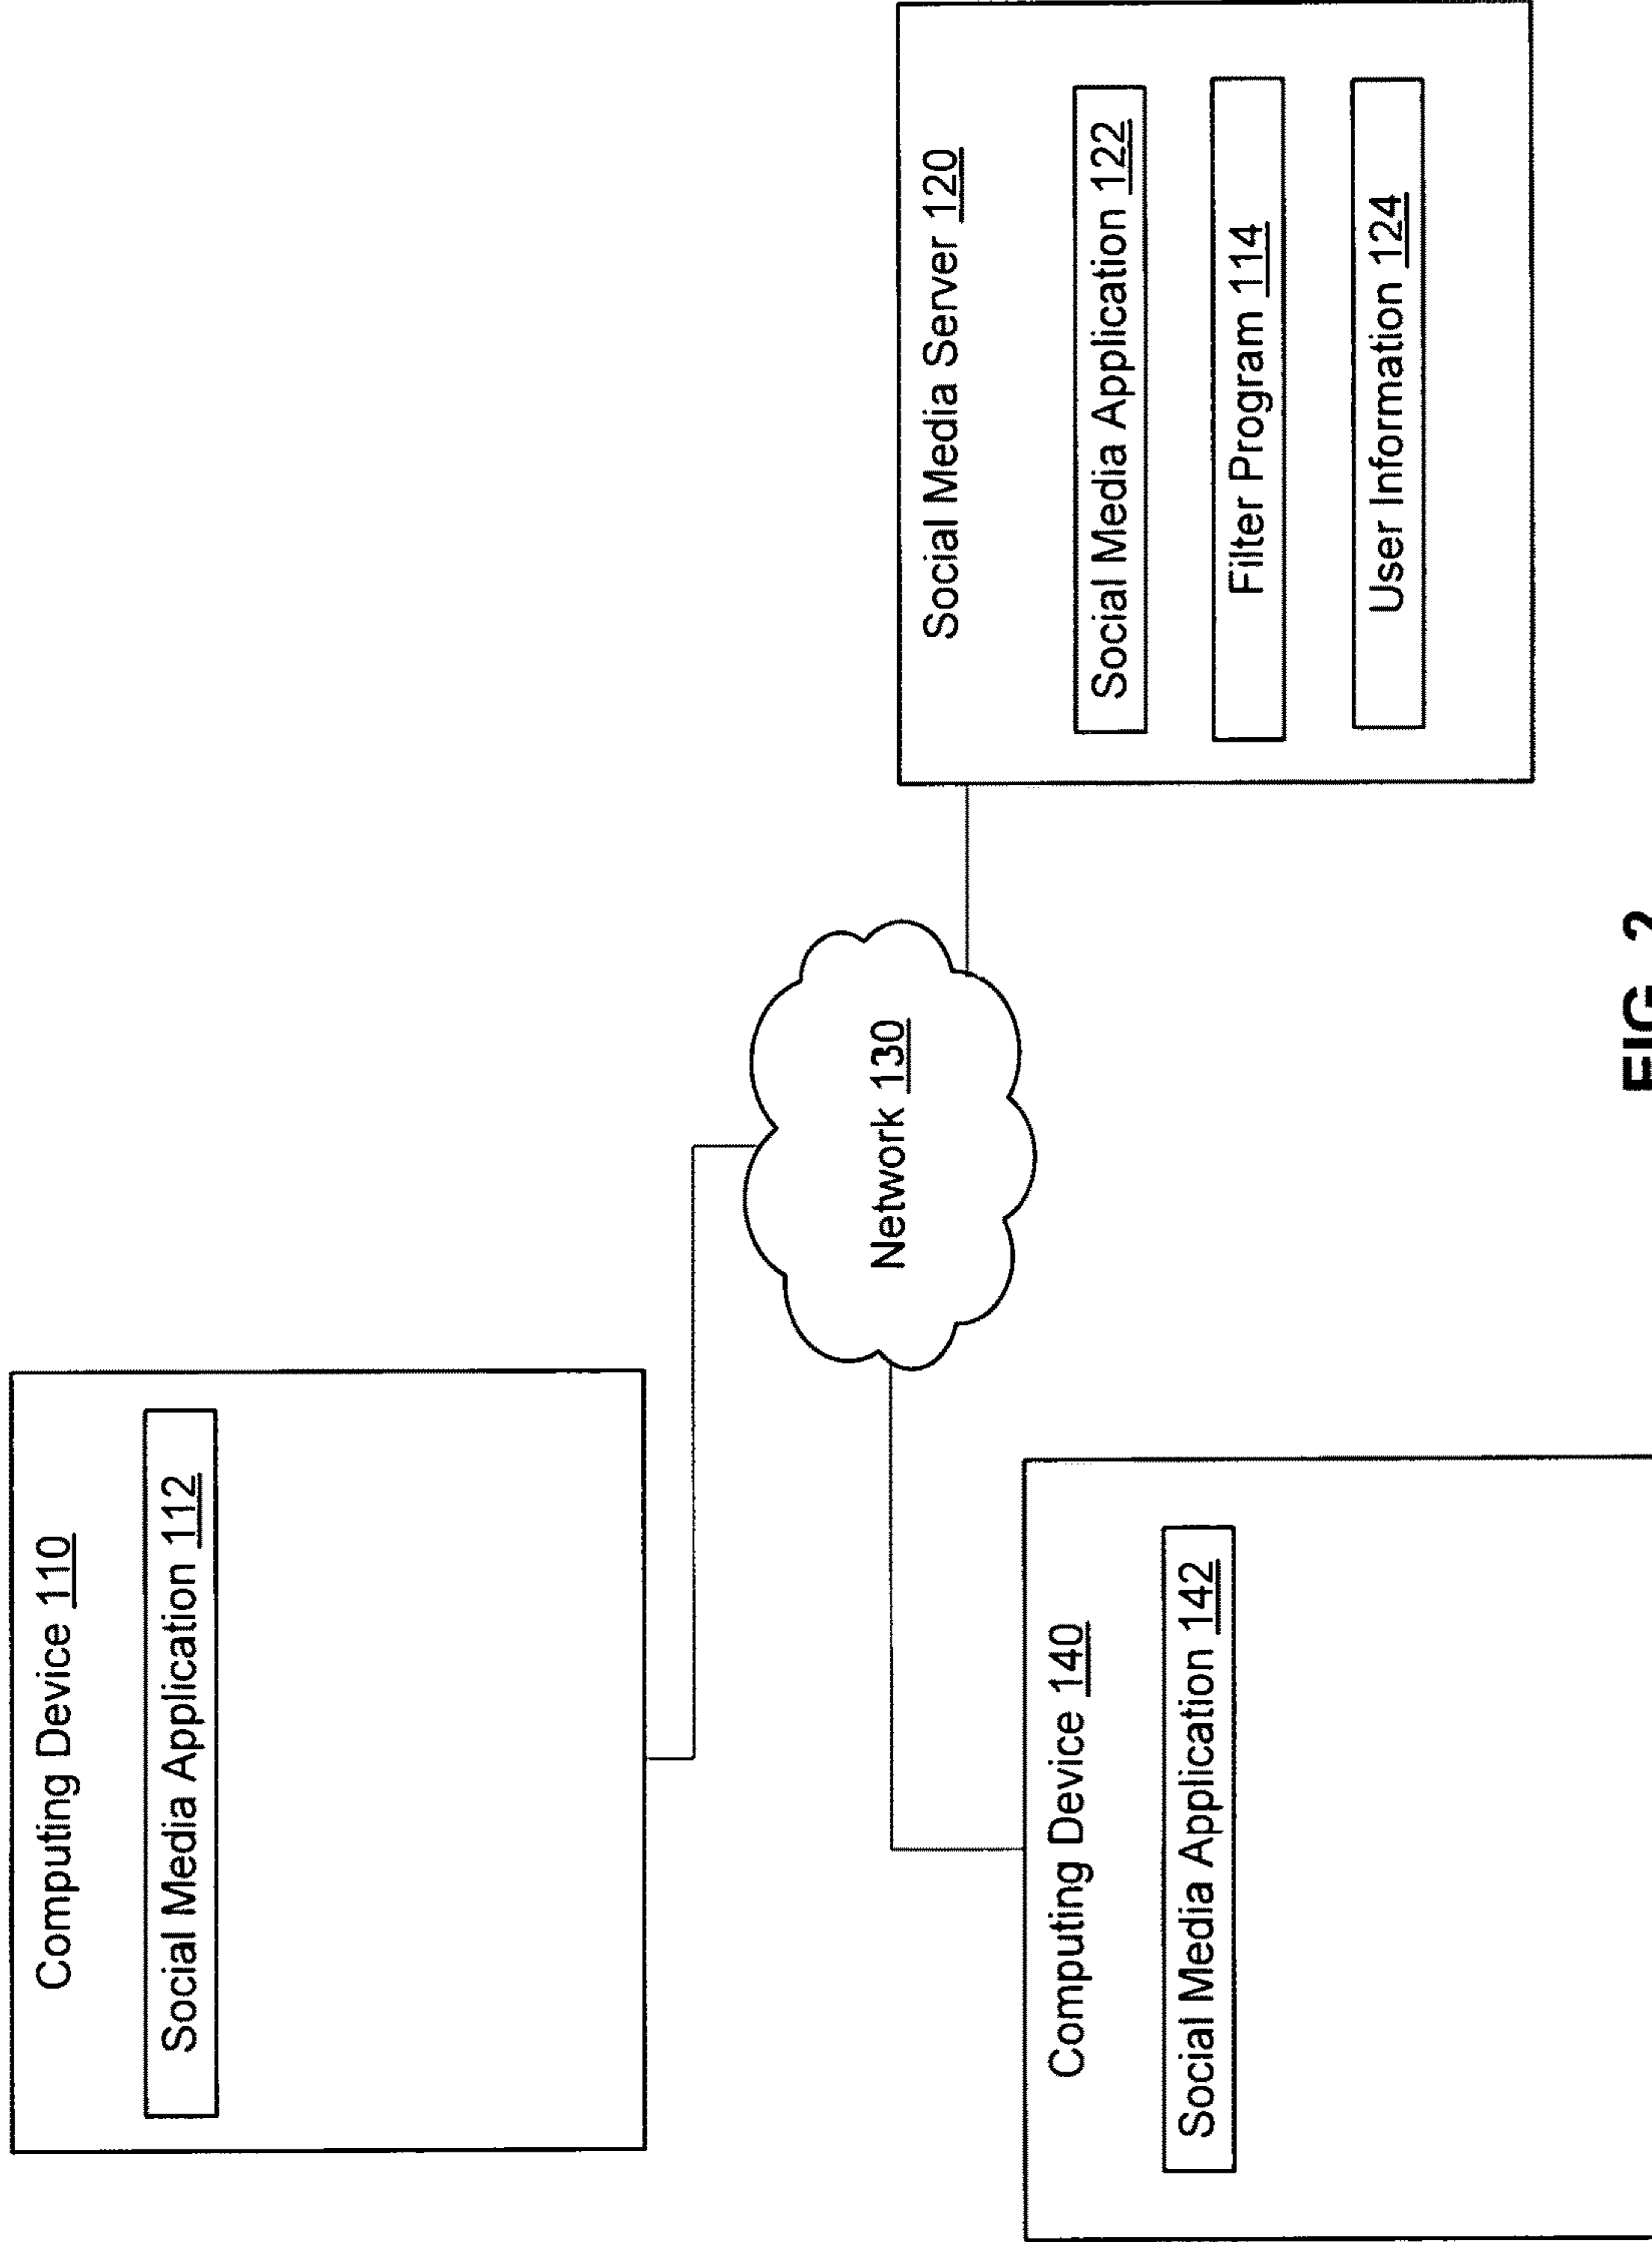 Computing Device 110
Social Media Application 112
Network 130
Social Media Server 120
Social Media Application 122
Filter Program 114
User Information 124
Computing Device 140
Social Media Application 142
FIG. 2